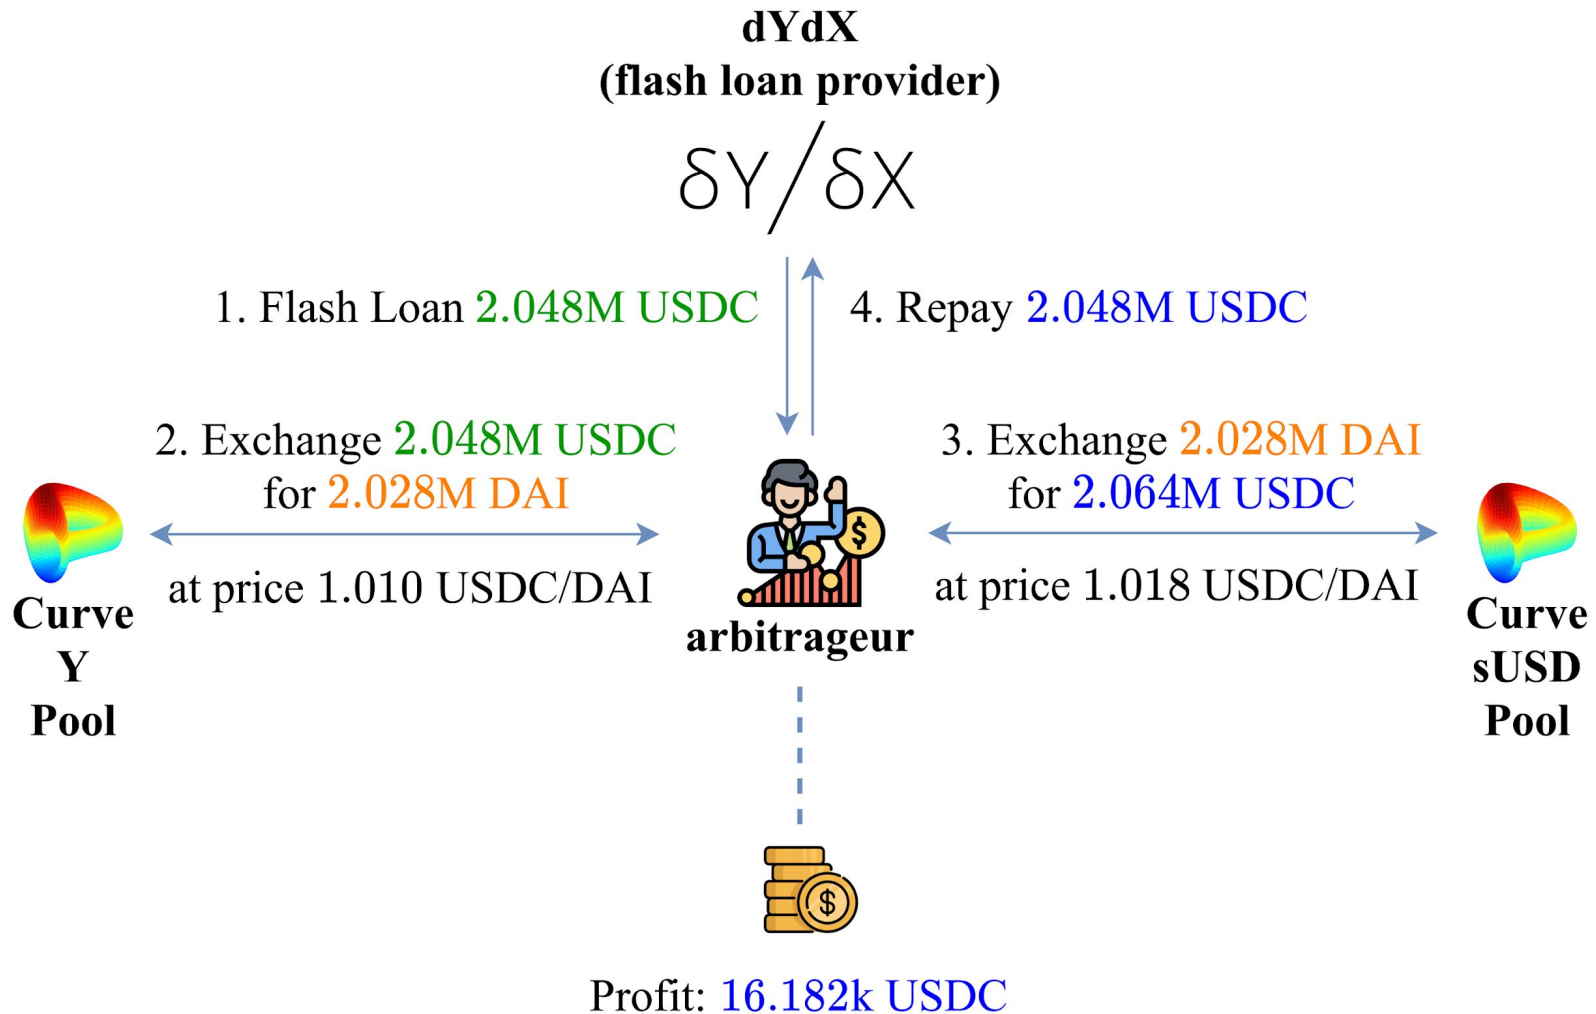 dYdX
(flash loan provider)
δY/δX
1. Flash Loan 2.048M USDC
4. Repay 2.048M USDC
2. Exchange 2.048M USDC
for 2.028M DAI
at price 1.010 USDC/DAI
3. Exchange 2.028M DAI
for 2.064M USDC
at price 1.018 USDC/DAI
Curve
Y
Pool
$
arbitrageur
Curve
sUSD
Pool
$
Profit: 16.182k USDC